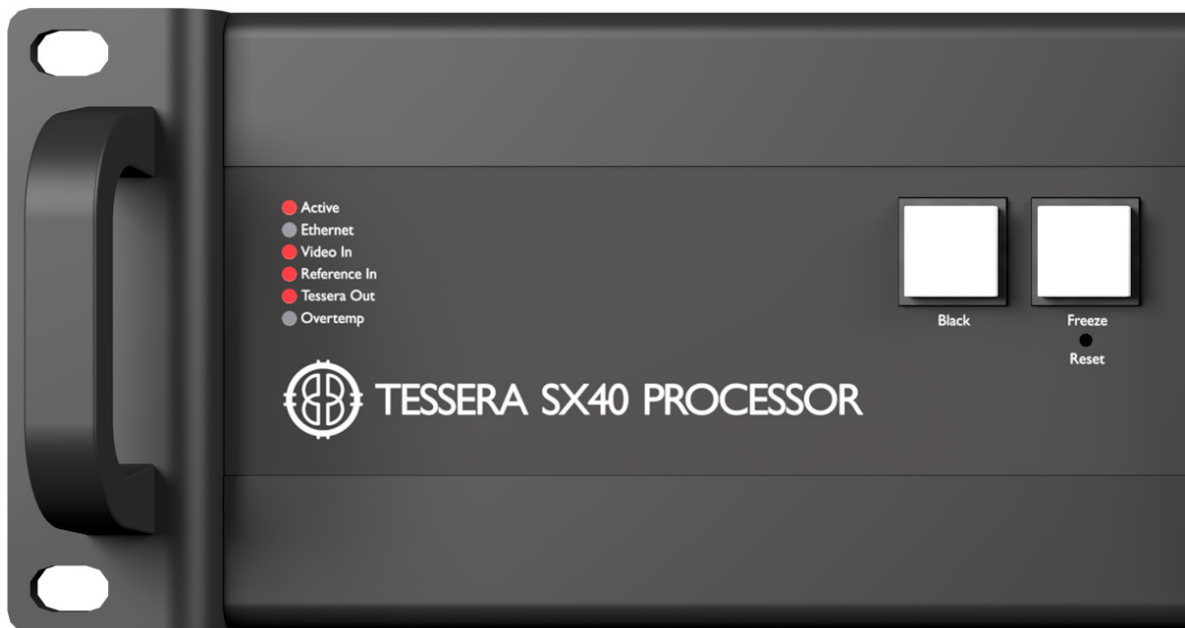 Active
Ethernet
Video In
Reference In
Tessera Out
Overtemp
TESSERA SX40 PROCESSOR
Black
Freeze
Reset